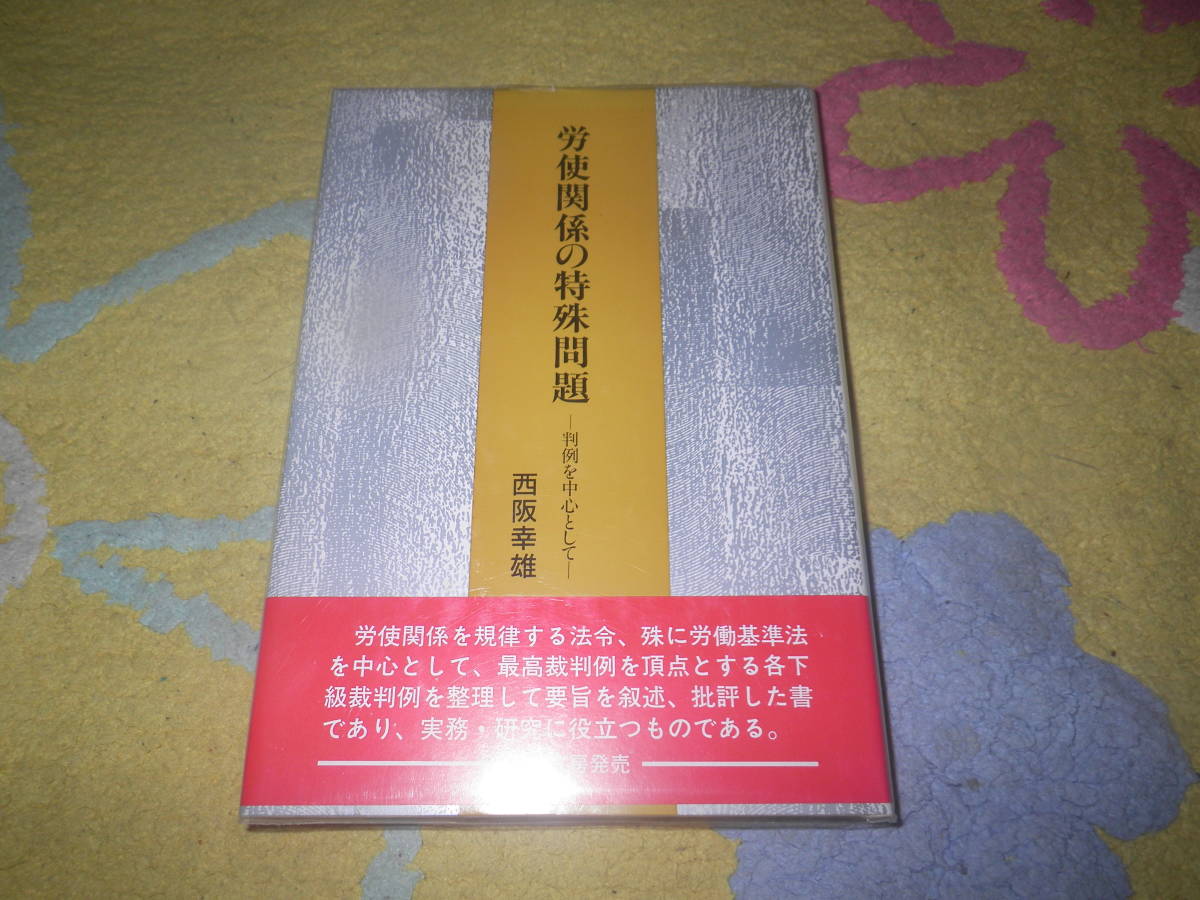 労使関係の特殊問題
―判例を中心として―
西阪幸雄
労使関係を規律する法令、殊に労働基準法
を中心として、最高裁判例を頂点とする各下
級裁判例を整理して要旨を叙述、批評した書
であり、実務・研究に役立つものである。
房発売